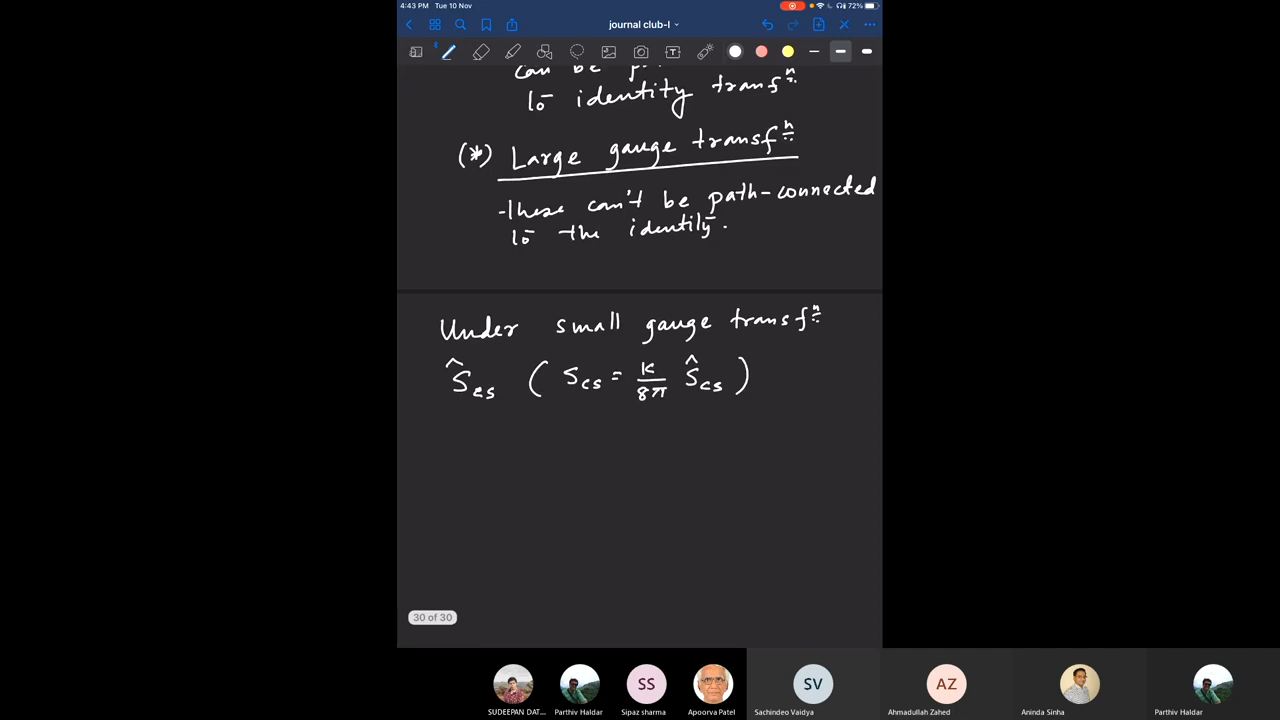 4:43 PM Tue 10 Nov
72%
journal club-I
can be
to identity transfⁿ.
(*) Large gauge transfⁿ.
-These can't be path-connected
to the identity.
Under small gauge transfⁿ.
Ŝcs ( Scs = k/8π Ŝcs )
30 of 30
SS
SV
AZ
SUDEEPAN DAT...
Parthiv Haldar
Sipaz sharma
Apoorva Patel
Sachindeo Vaidya
Ahmadullah Zahed
Aninda Sinha
Parthiv Haldar